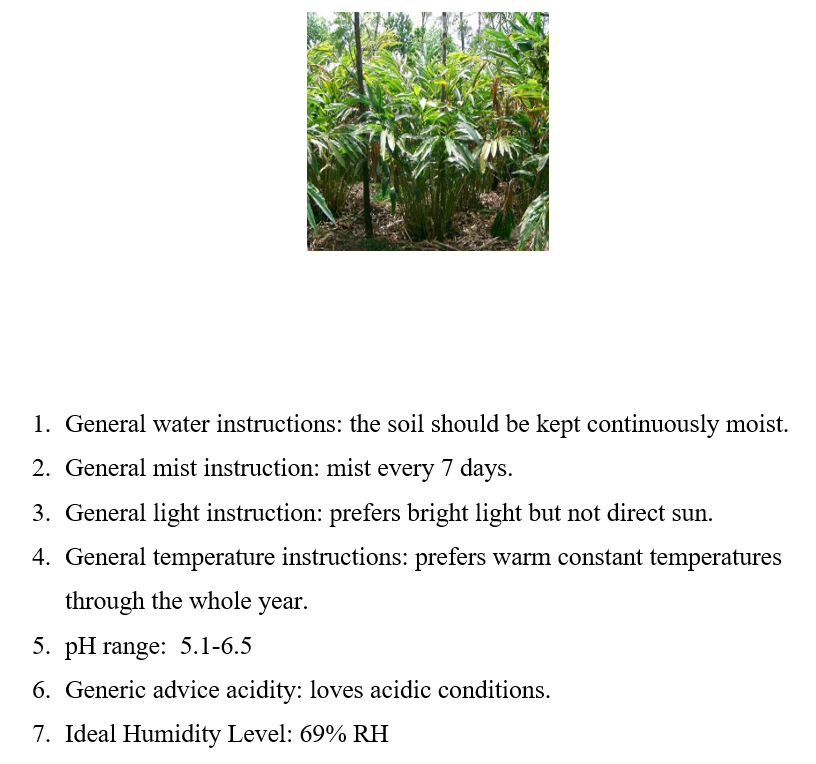 1. General water instructions: the soil should be kept continuously moist.
2. General mist instruction: mist every 7 days.
3. General light instruction: prefers bright light but not direct sun.
4. General temperature instructions: prefers warm constant temperatures
through the whole year.
5. pH range: 5.1-6.5
6. Generic advice acidity: loves acidic conditions.
7. Ideal Humidity Level: 69% RH